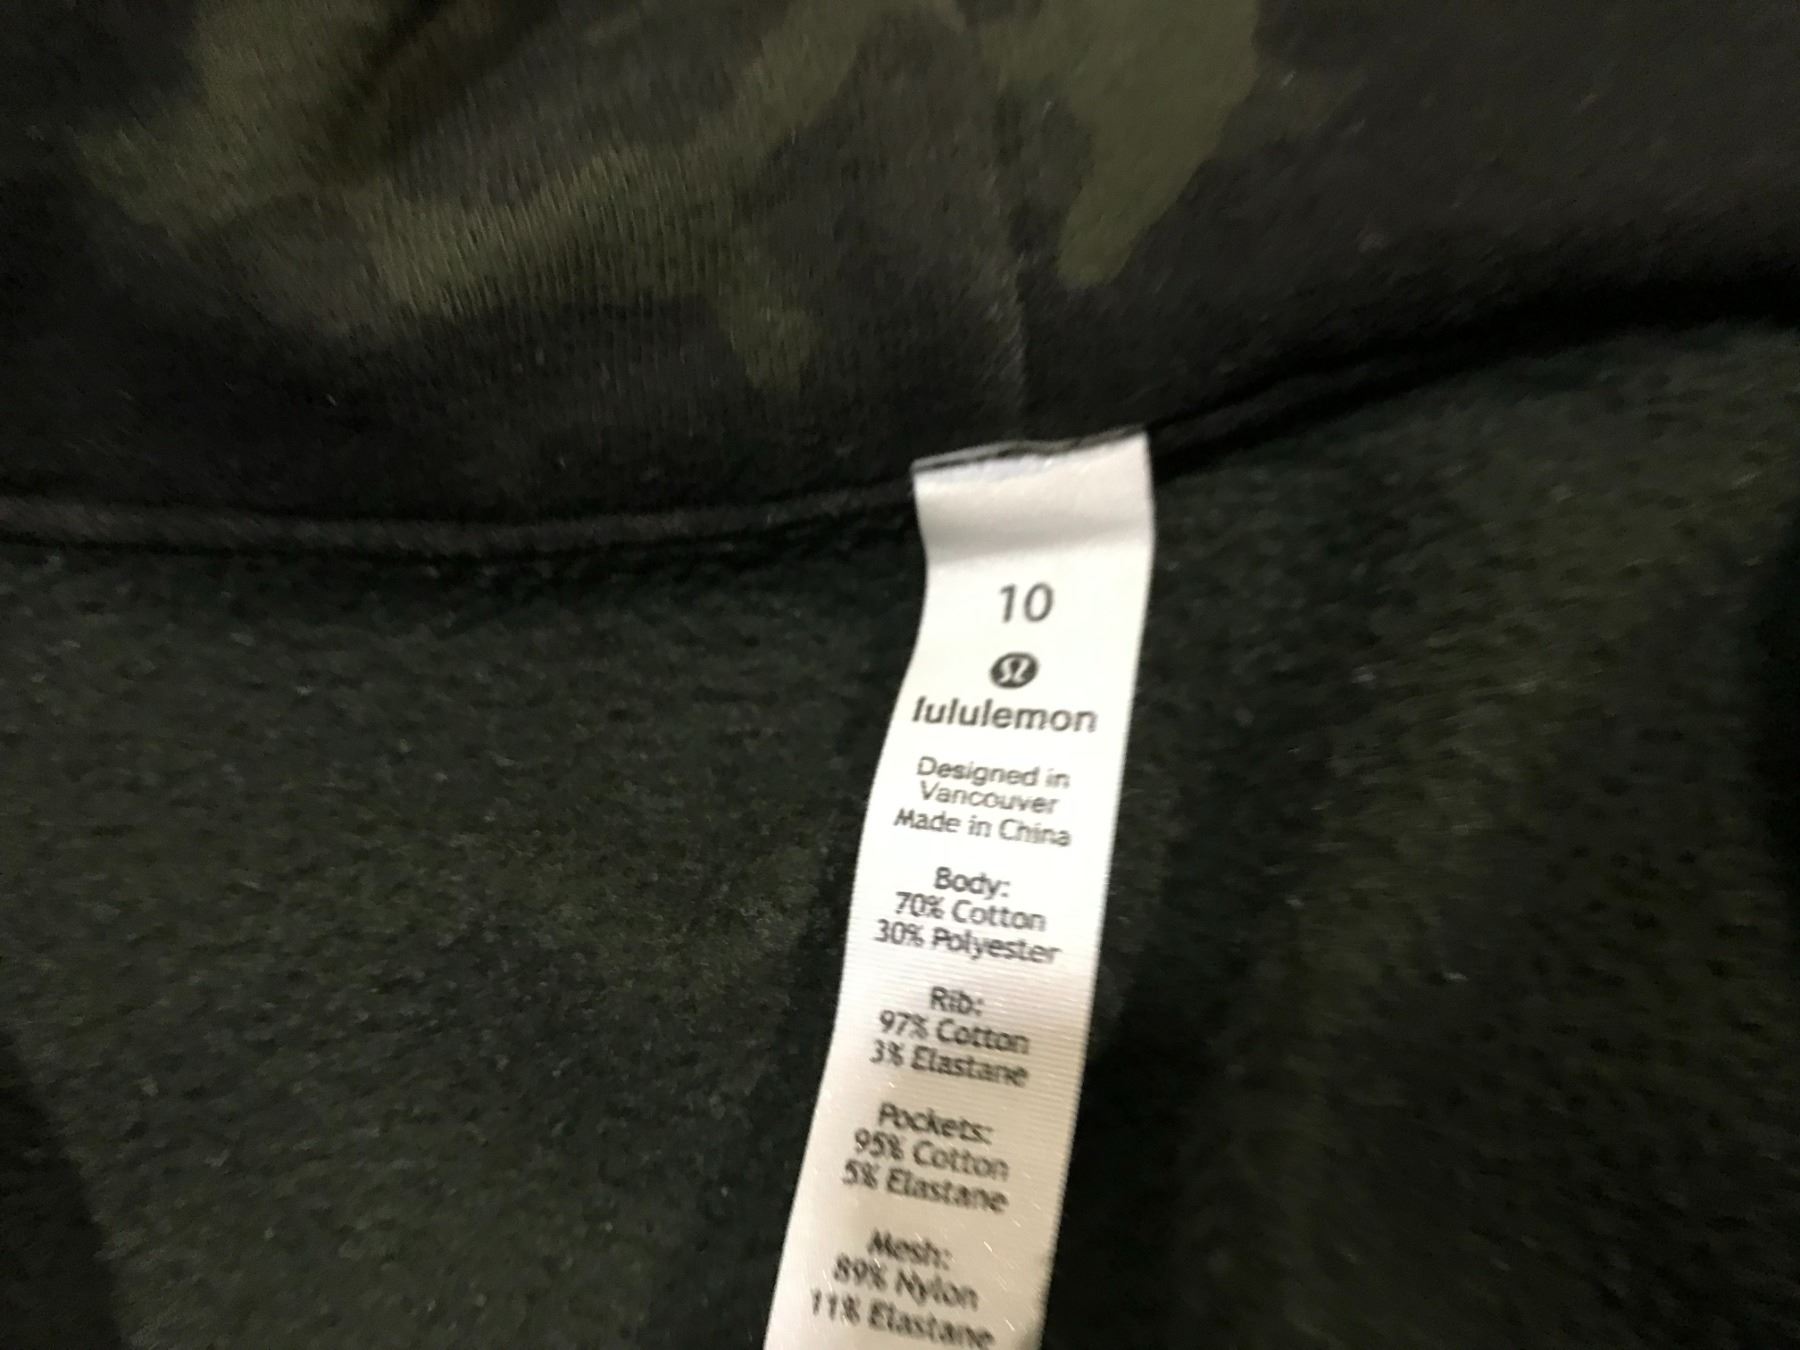 10
lululemon
Designed in
Vancouver
Made in China
Body:
70% Cotton
30% Polyester
Rib:
97% Cotton
3% Elastane
Pockets:
95% Cotton
5% Elastane
Mesh:
89% Nylon
11% Elastane